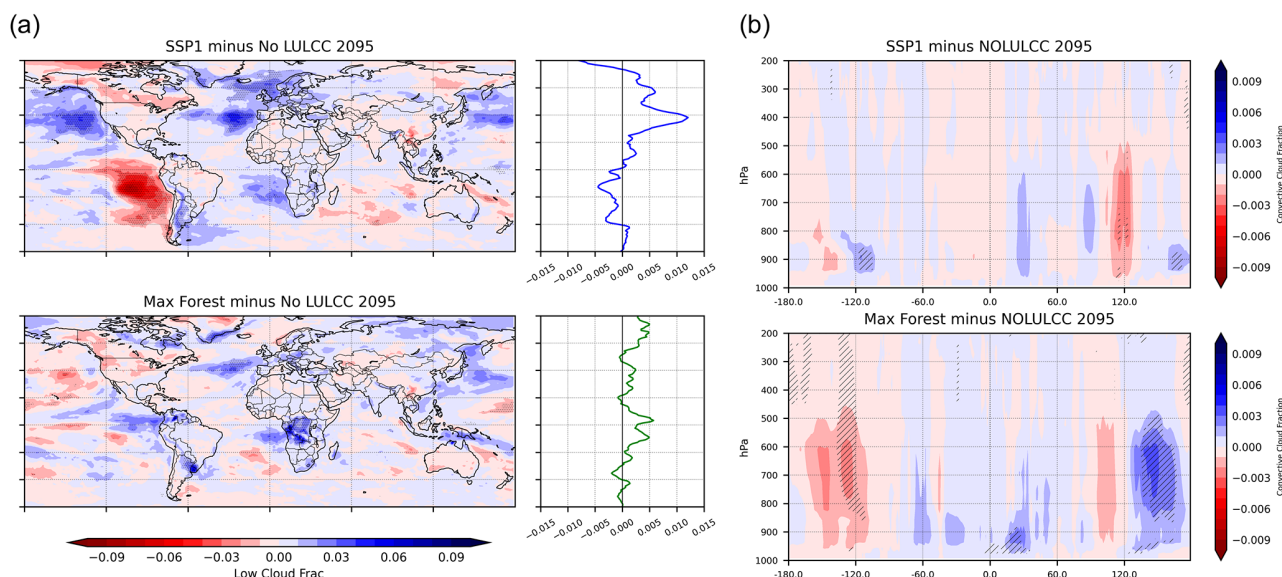 (a)
SSP1 minus No LULCC 2095
-0.015 -0.010 -0.005 0.000 0.005 0.010 0.015
Max Forest minus No LULCC 2095
-0.015 -0.010 -0.005 0.000 0.005 0.010 0.015
−0.09 −0.06 −0.03 0.00 0.03 0.06 0.09
Low Cloud Frac
(b)
SSP1 minus NOLULCC 2095
hPa
200
300
400
500
600
700
800
900
1000
-180.0 -120.0 -60.0 0.0 60.0 120.0
0.009
0.006
0.003
0.000
−0.003
−0.006
−0.009
Convective Cloud Fraction
Max Forest minus NOLULCC 2095
hPa
200
300
400
500
600
700
800
900
1000
-180.0 -120.0 -60.0 0.0 60.0 120.0
0.009
0.006
0.003
0.000
−0.003
−0.006
−0.009
Convective Cloud Fraction